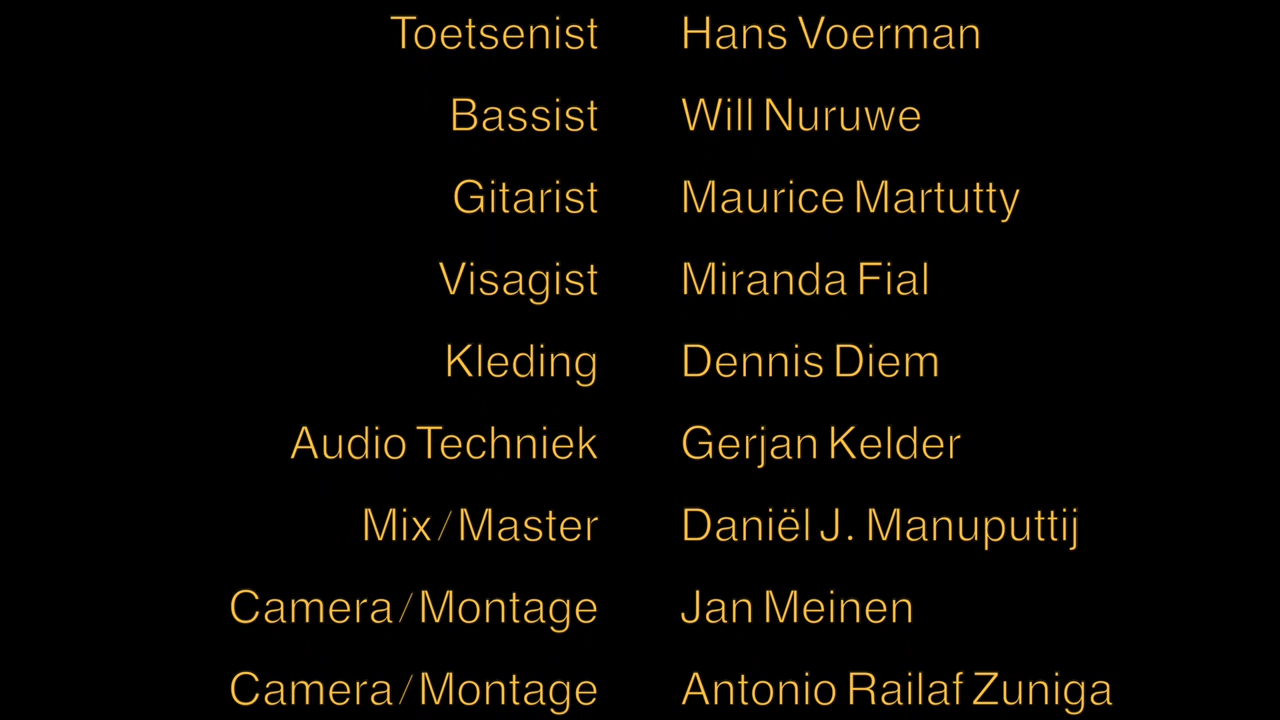 Toetsenist Hans Voerman
Bassist Will Nuruwe
Gitarist Maurice Martutty
Visagist Miranda Fial
Kleding Dennis Diem
Audio Techniek Gerjan Kelder
Mix/Master Daniël J. Manuputtij
Camera/Montage Jan Meinen
Camera/Montage Antonio Railaf Zuniga